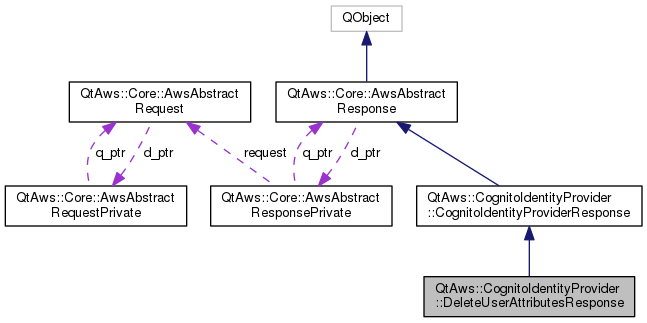 QObject
QtAws::Core::AwsAbstract
Request
QtAws::Core::AwsAbstract
Response
q_ptr
d_ptr
request
q_ptr
d_ptr
QtAws::Core::AwsAbstract
RequestPrivate
QtAws::Core::AwsAbstract
ResponsePrivate
QtAws::CognitoIdentityProvider
::CognitoIdentityProviderResponse
QtAws::CognitoIdentityProvider
::DeleteUserAttributesResponse